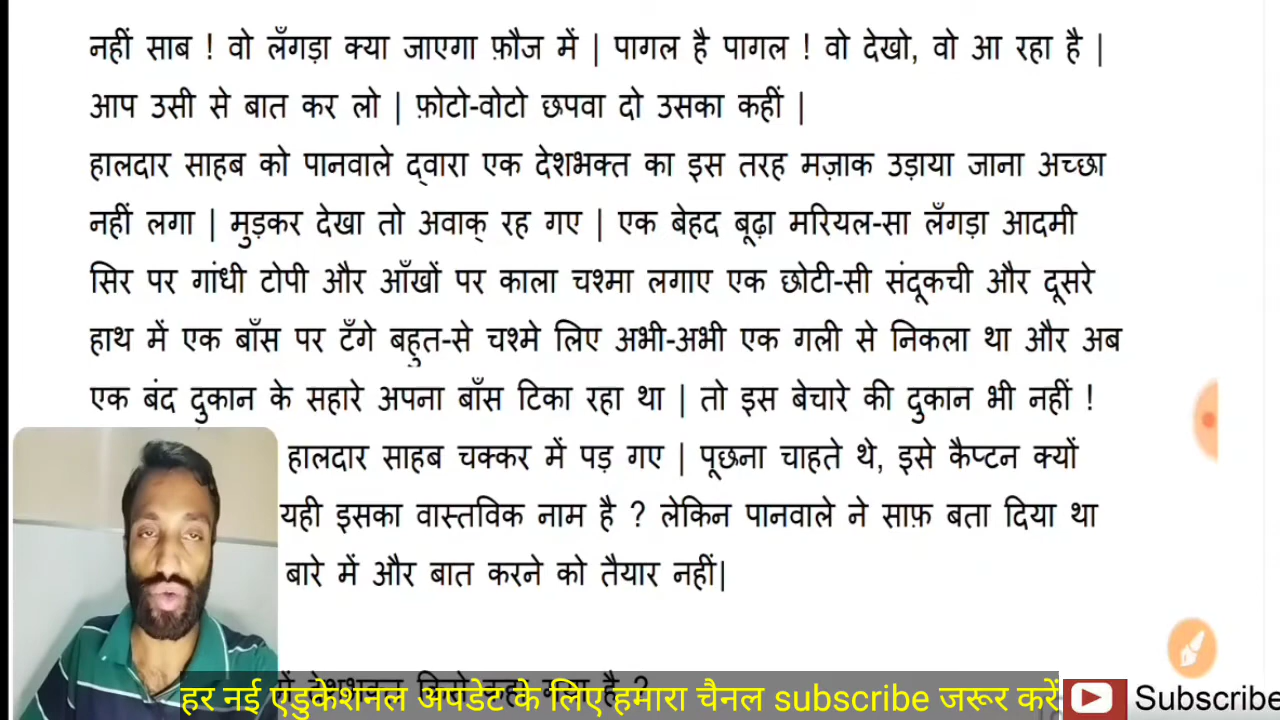 नहीं साब ! वो लँगड़ा क्या जाएगा फ़ौज में | पागल है पागल ! वो देखो, वो आ रहा है |
आप उसी से बात कर लो | फ़ोटो-वोटो छपवा दो उसका कहीं |
हालदार साहब को पानवाले द्वारा एक देशभक्त का इस तरह मज़ाक उड़ाया जाना अच्छा
नहीं लगा | मुड़कर देखा तो अवाक् रह गए | एक बेहद बूढ़ा मरियल-सा लँगड़ा आदमी
सिर पर गांधी टोपी और आँखों पर काला चश्मा लगाए एक छोटी-सी संदूकची और दूसरे
हाथ में एक बाँस पर टँगे बहुत-से चश्मे लिए अभी-अभी एक गली से निकला था और अब
एक बंद दुकान के सहारे अपना बाँस टिका रहा था | तो इस बेचारे की दुकान भी नहीं !
हालदार साहब चक्कर में पड़ गए | पूछना चाहते थे, इसे कैप्टन क्यों
यही इसका वास्तविक नाम है ? लेकिन पानवाले ने साफ़ बता दिया था
बारे में और बात करने को तैयार नहीं|
हर नई एडुकेशनल अपडेट के लिए हमारा चैनल subscribe जरूर करें
Subscribe